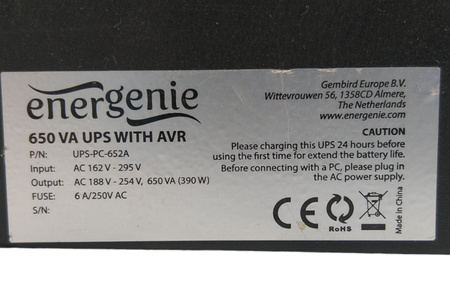 energenie
650 VA UPS WITH AVR
P/N: UPS-PC-652A
Input: AC 162 V - 295 V
Output: AC 188 V - 254 V, 650 VA (390 W)
FUSE: 6 A/250V AC
S/N:
Gembird Europe B.V.
Wittevrouwen 56, 1358CD Almere,
The Netherlands
www.energenie.com
CAUTION
Please charging this UPS 24 hours before
using the first time for extend the battery life.
Before connecting with a PC, please plug in
the AC power supply.
CE
RoHS
Made in China